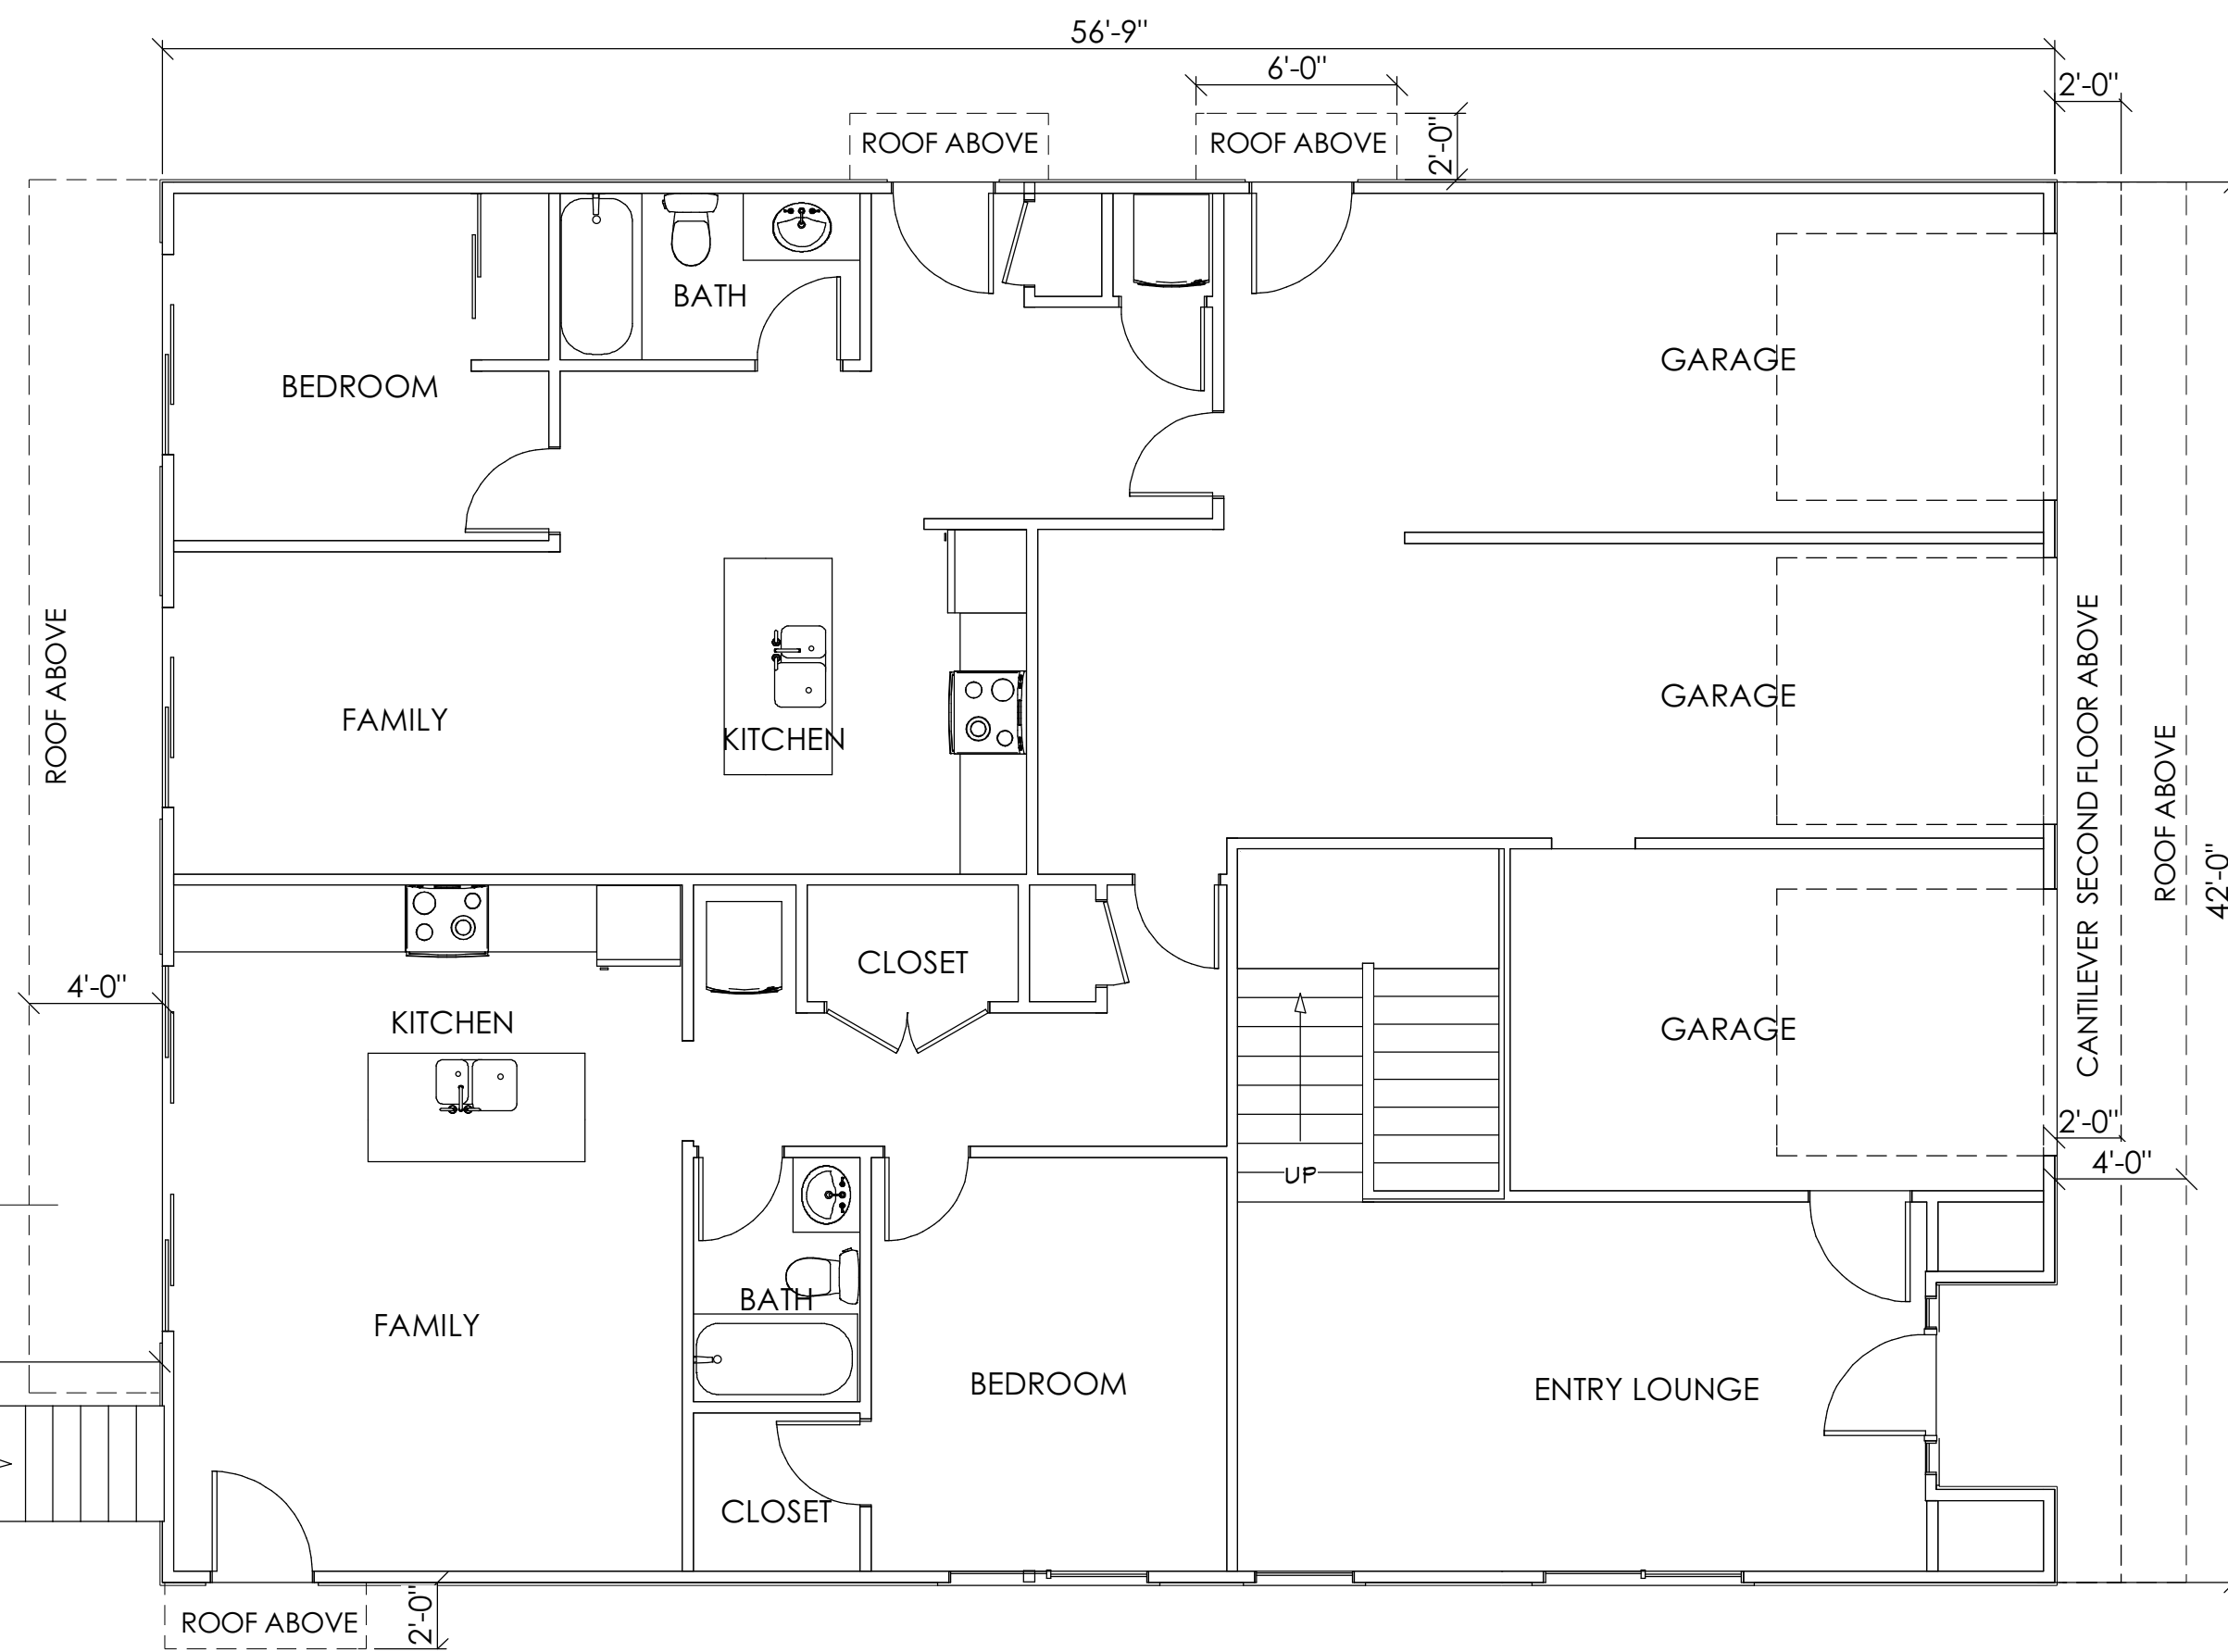 56'-9"
6'-0"
2'-0"
ROOF ABOVE
ROOF ABOVE
2'-0"
BATH
BEDROOM
GARAGE
ROOF ABOVE
FAMILY
KITCHEN
GARAGE
CANTILEVER SECOND FLOOR ABOVE
ROOF ABOVE
42'-0"
4'-0"
CLOSET
KITCHEN
GARAGE
2'-0"
4'-0"
UP
BATH
FAMILY
BEDROOM
ENTRY LOUNGE
CLOSET
ROOF ABOVE
2'-0"